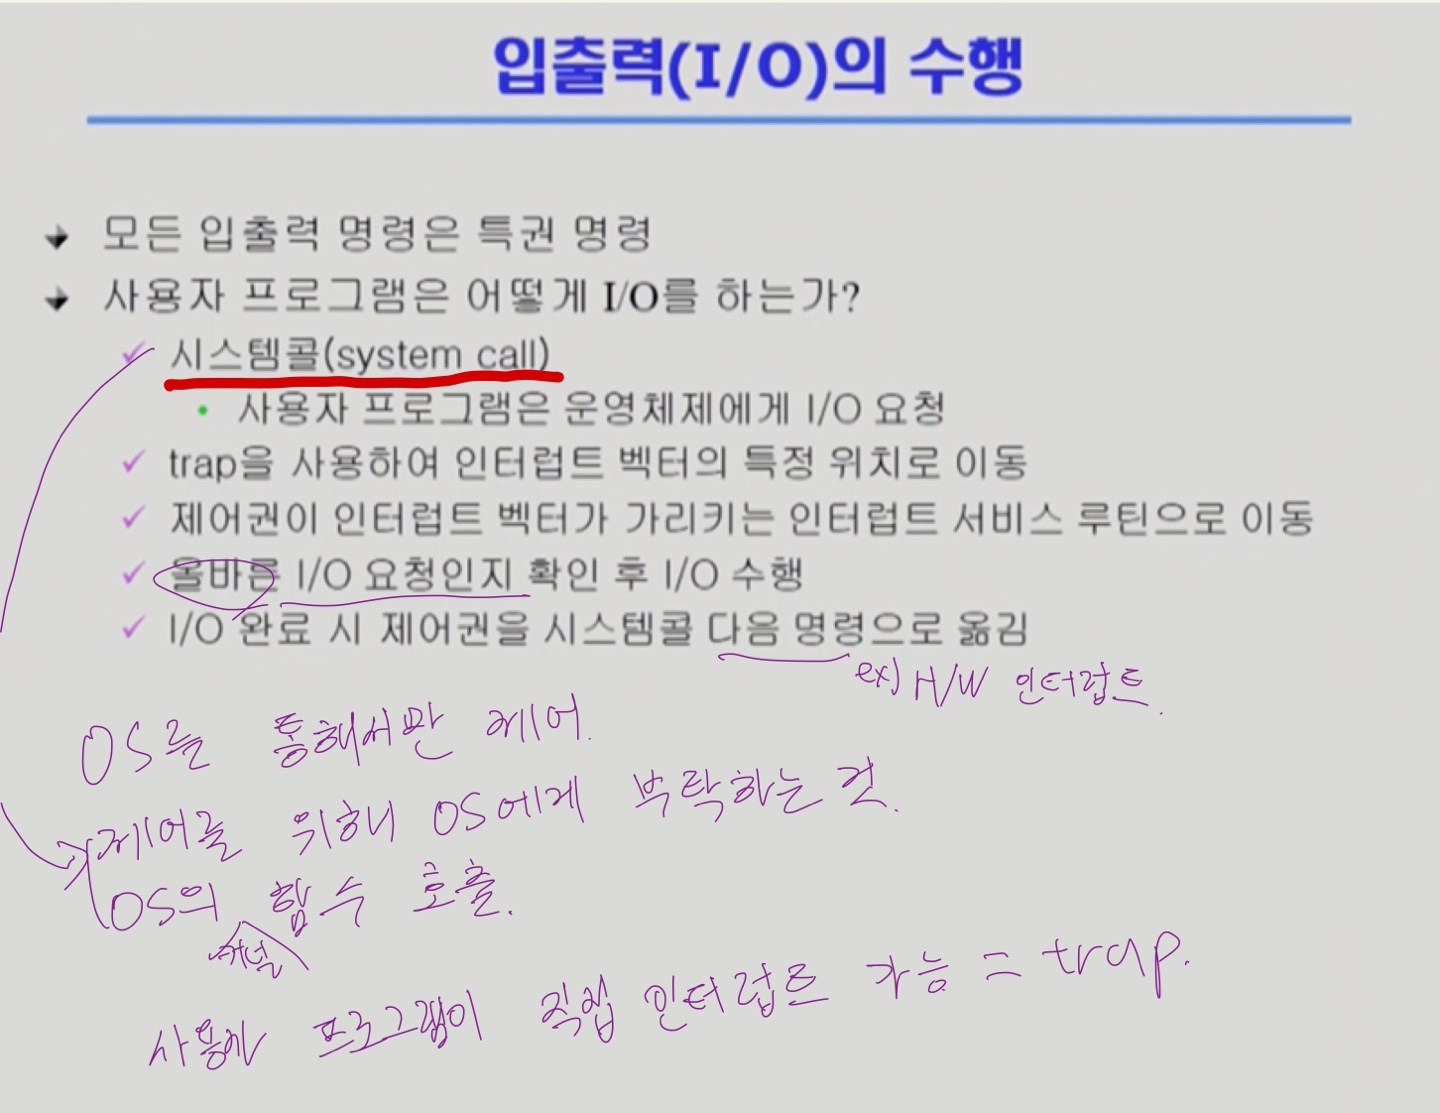 입출력(I/O)의 수행
모든 입출력 명령은 특권 명령
사용자 프로그램은 어떻게 I/O를 하는가?
시스템콜(system call)
사용자 프로그램은 운영체제에게 I/O 요청
trap을 사용하여 인터럽트 벡터의 특정 위치로 이동
제어권이 인터럽트 벡터가 가리키는 인터럽트 서비스 루틴으로 이동
올바른 I/O 요청인지 확인 후 I/O 수행
I/O 완료 시 제어권을 시스템콜 다음 명령으로 옮김
ex) H/W 인터럽트.
OS를 통해서만 제어.
제어를 위해 OS에게 부탁하는 것.
OS의 함수 호출.
커널
사용자 프로그램이 직접 인터럽트 가능 = trap.